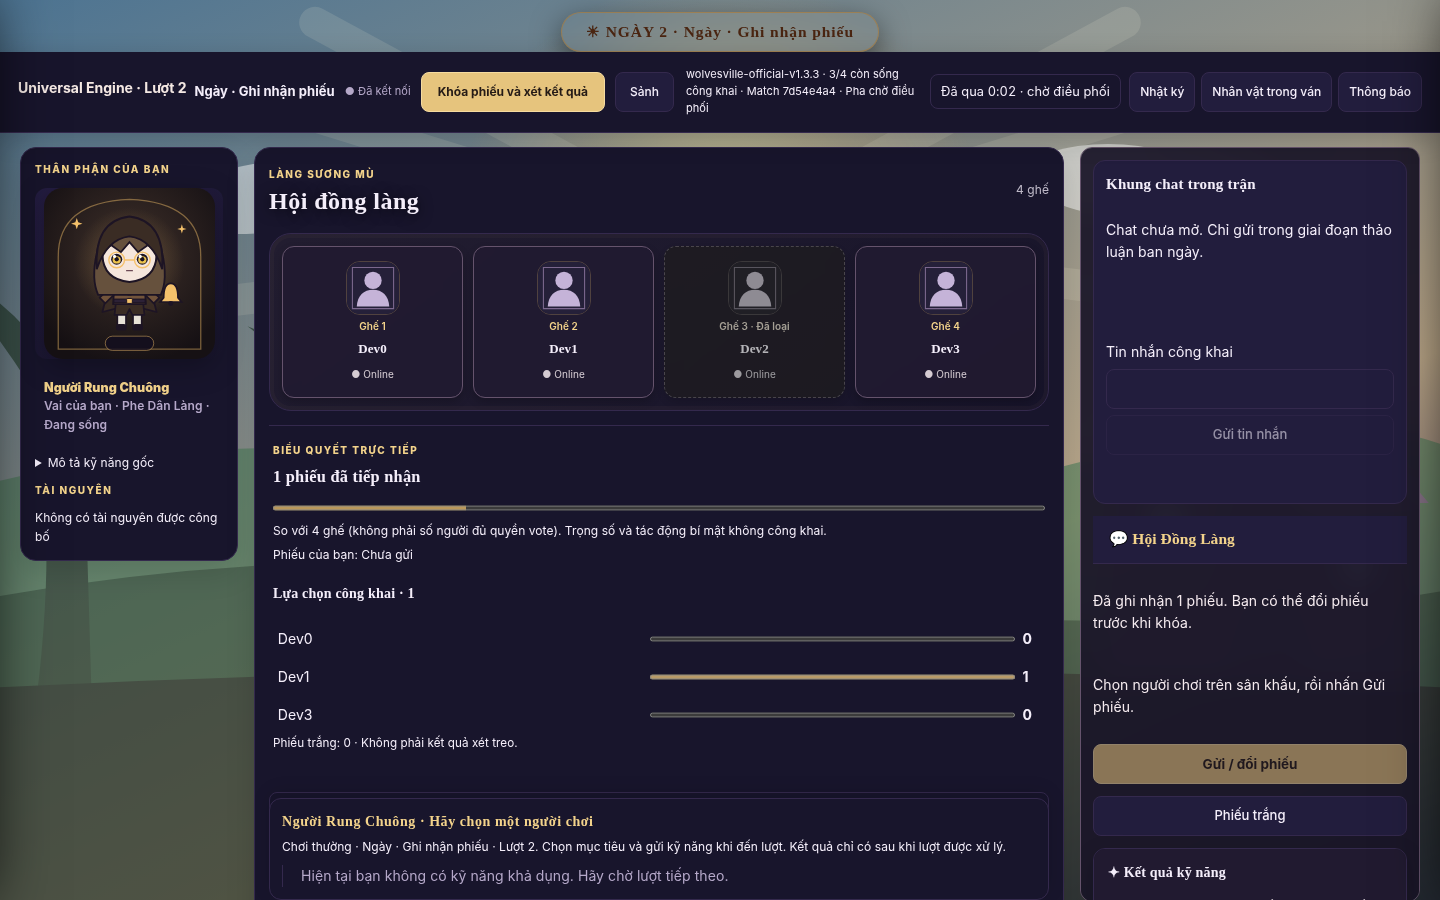 ☀ NGÀY 2 · Ngày · Ghi nhận phiếu
Universal Engine · Lượt 2
Ngày · Ghi nhận phiếu
Đã kết nối
Khóa phiếu và xét kết quả
Sảnh
wolvesville-official-v1.3.3 · 3/4 còn sống
công khai · Match 7d54e4a4 · Pha chờ điều
phối
Đã qua 0:02 · chờ điều phối
Nhật ký
Nhân vật trong ván
Thông báo
THÂN PHẬN CỦA BẠN
Người Rung Chuông
Vai của bạn · Phe Dân Làng ·
Đang sống
Mô tả kỹ năng gốc
TÀI NGUYÊN
Không có tài nguyên được công
bố
LÀNG SƯƠNG MÙ
Hội đồng làng
4 ghế
Ghế 1
Dev0
Online
Ghế 2
Dev1
Online
Ghế 3 · Đã loại
Dev2
Online
Ghế 4
Dev3
Online
BIỂU QUYẾT TRỰC TIẾP
1 phiếu đã tiếp nhận
So với 4 ghế (không phải số người đủ quyền vote). Trọng số và tác động bí mật không công khai.
Phiếu của bạn: Chưa gửi
Lựa chọn công khai · 1
Dev0 0
Dev1 1
Dev3 0
Phiếu trắng: 0 · Không phải kết quả xét treo.
Người Rung Chuông · Hãy chọn một người chơi
Chơi thường · Ngày · Ghi nhận phiếu · Lượt 2. Chọn mục tiêu và gửi kỹ năng khi đến lượt. Kết quả chỉ có sau khi lượt được xử lý.
Hiện tại bạn không có kỹ năng khả dụng. Hãy chờ lượt tiếp theo.
Khung chat trong trận
Chat chưa mở. Chỉ gửi trong giai đoạn thảo
luận ban ngày.
Tin nhắn công khai
Gửi tin nhắn
💬 Hội Đồng Làng
Đã ghi nhận 1 phiếu. Bạn có thể đổi phiếu
trước khi khóa.
Chọn người chơi trên sân khấu, rồi nhấn Gửi
phiếu.
Gửi / đổi phiếu
Phiếu trắng
✦ Kết quả kỹ năng